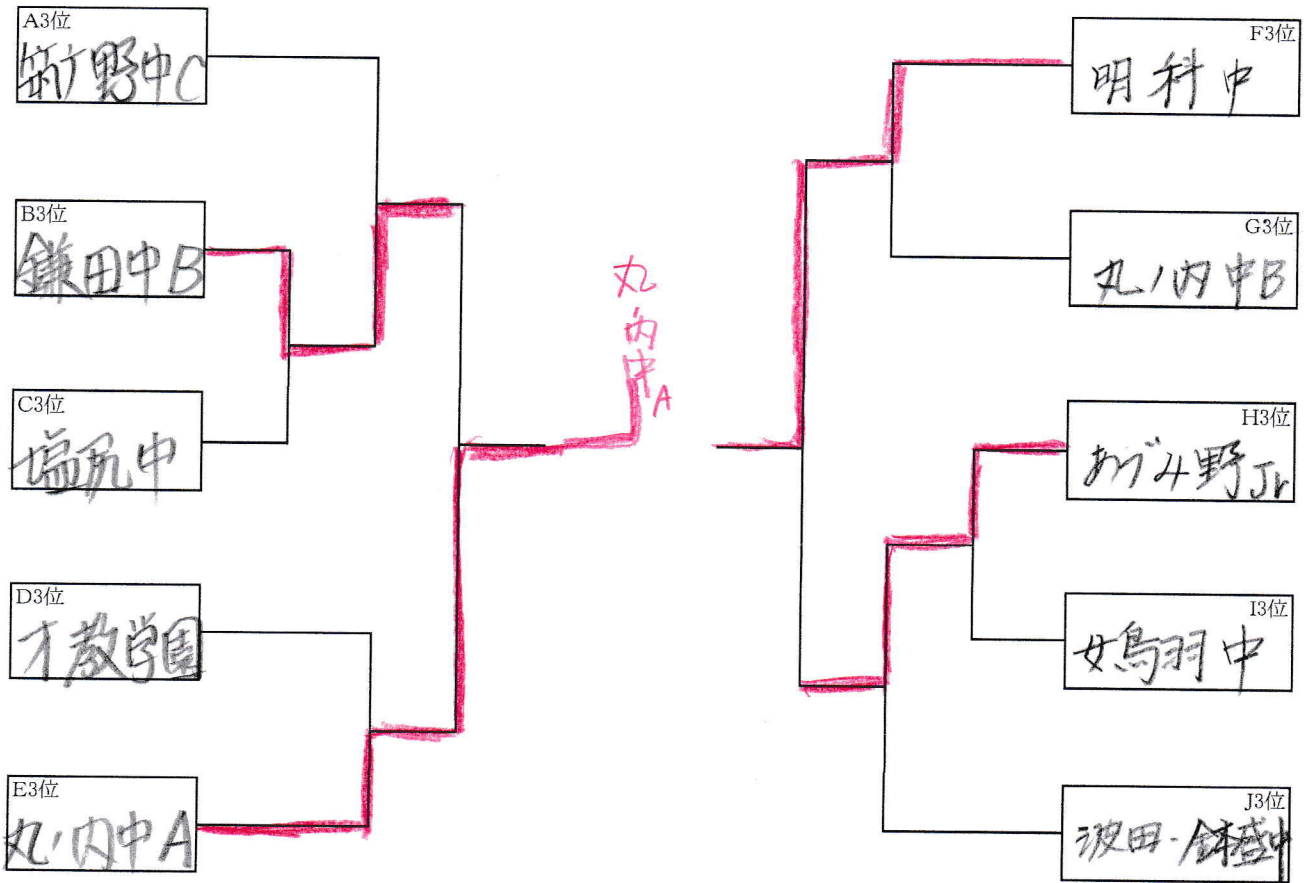 A3位
筑野中C
B3位
鎌田中B
C3位
塩尻中
D3位
才教学園
E3位
丸ノ内中A
丸ノ内中A
F3位
明科中
G3位
丸ノ内中B
H3位
あづみ野Jr
I3位
女鳥羽中
J3位
波田・鉢盛中